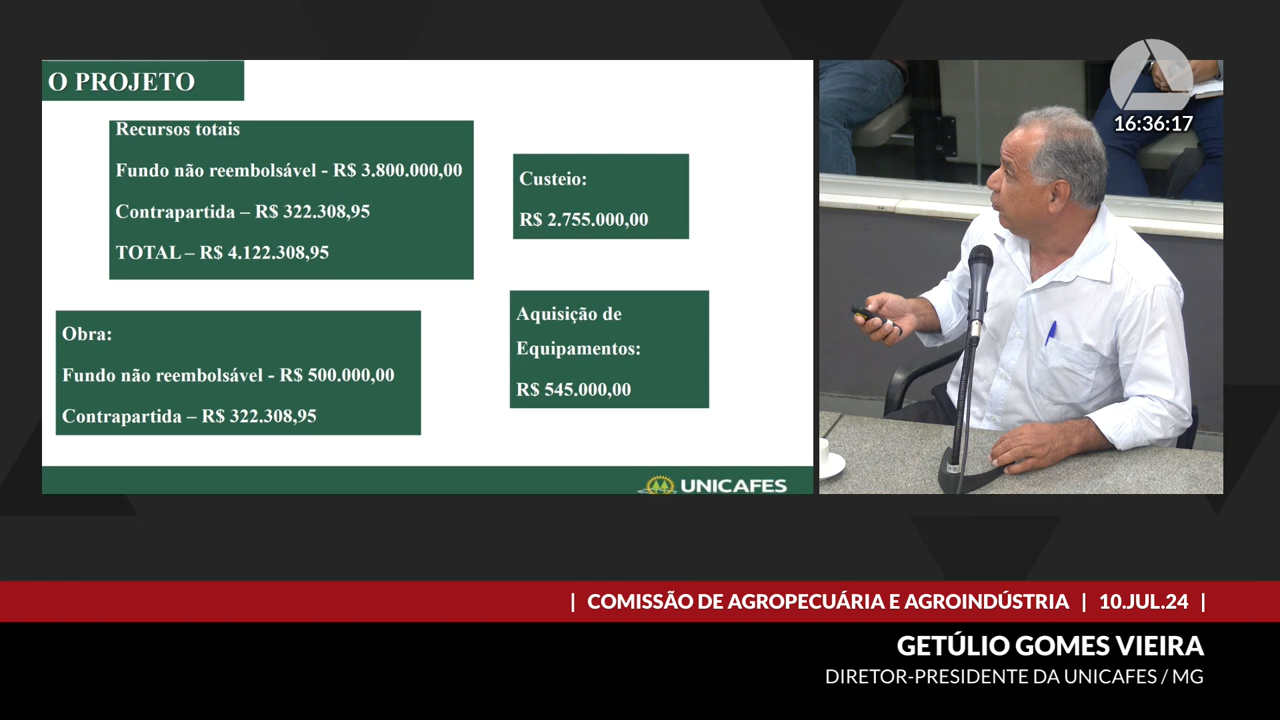 O PROJETO
Recursos totais
Fundo não reembolsável - R$ 3.800.000,00
Contrapartida – R$ 322.308,95
TOTAL – R$ 4.122.308,95
Custeio:
R$ 2.755.000,00
Obra:
Fundo não reembolsável - R$ 500.000,00
Contrapartida – R$ 322.308,95
Aquisição de
Equipamentos:
R$ 545.000,00
UNICAFES
16:36:17
| COMISSÃO DE AGROPECUÁRIA E AGROINDÚSTRIA | 10.JUL.24 |
GETÚLIO GOMES VIEIRA
DIRETOR-PRESIDENTE DA UNICAFES / MG